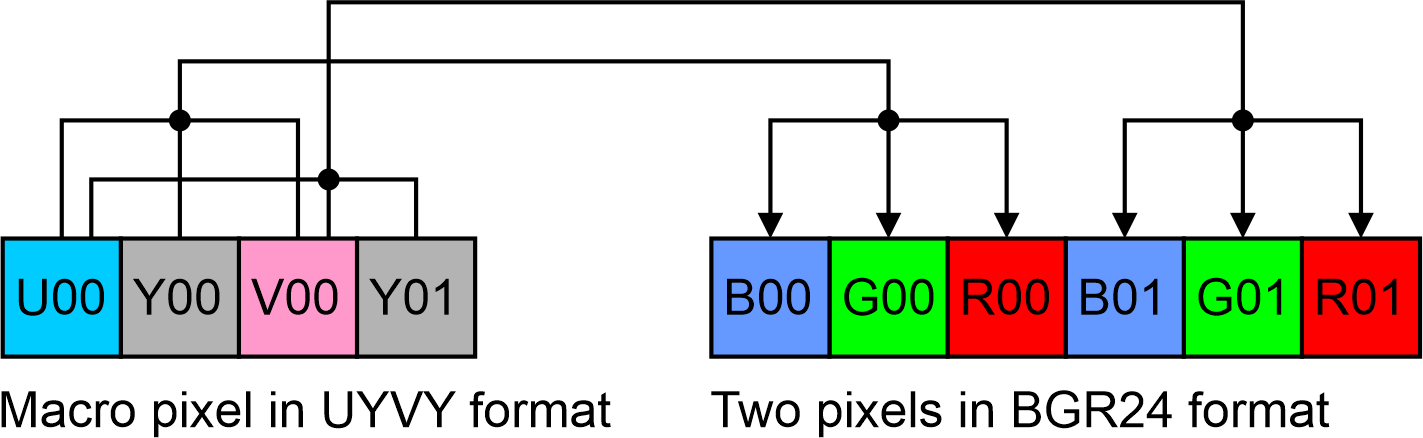 U00 Y00 V00 Y01 B00 G00 R00 B01 G01 R01
Macro pixel in UYVY format Two pixels in BGR24 format